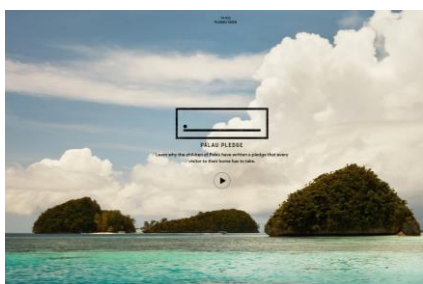 PALAU PLEDGE
Learn why the children of Palau have written a pledge that every
visitor to their home has to take.